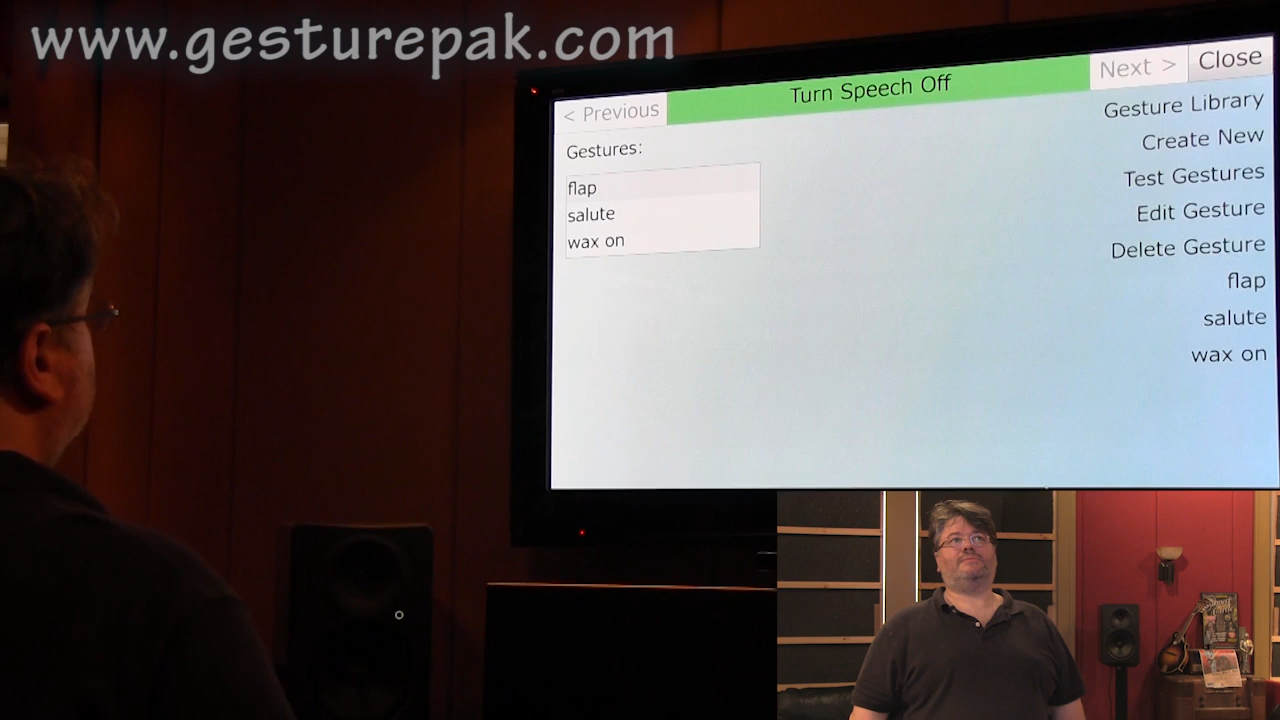 www.gesturepak.com
< Previous
Turn Speech Off
Next >
Close
Gestures:
flap
salute
wax on
Gesture Library
Create New
Test Gestures
Edit Gesture
Delete Gesture
flap
salute
wax on